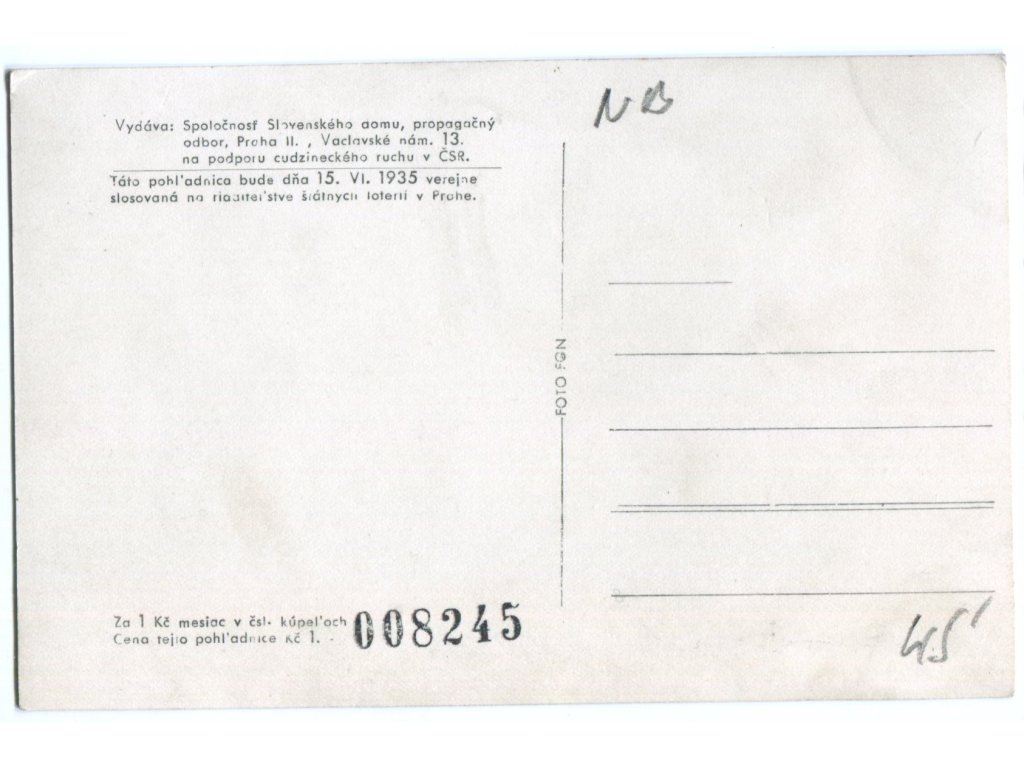 NB
Vydáva: Spoločnosť Slovenského domu, propagačný
odbor, Praha II. , Vaclavské nám. 13.
na podporu cudzineckého ruchu v ČSR.
Táto pohľadnica bude dňa 15. VI. 1935 verejne
slosovaná na riaditeľstve štátnych loterií v Prahe.
FOTO FON
Za 1 Kč mesiac v čsl. kúpeľoch
Cena tejto pohľadnice Kč 1. -
008245
45'